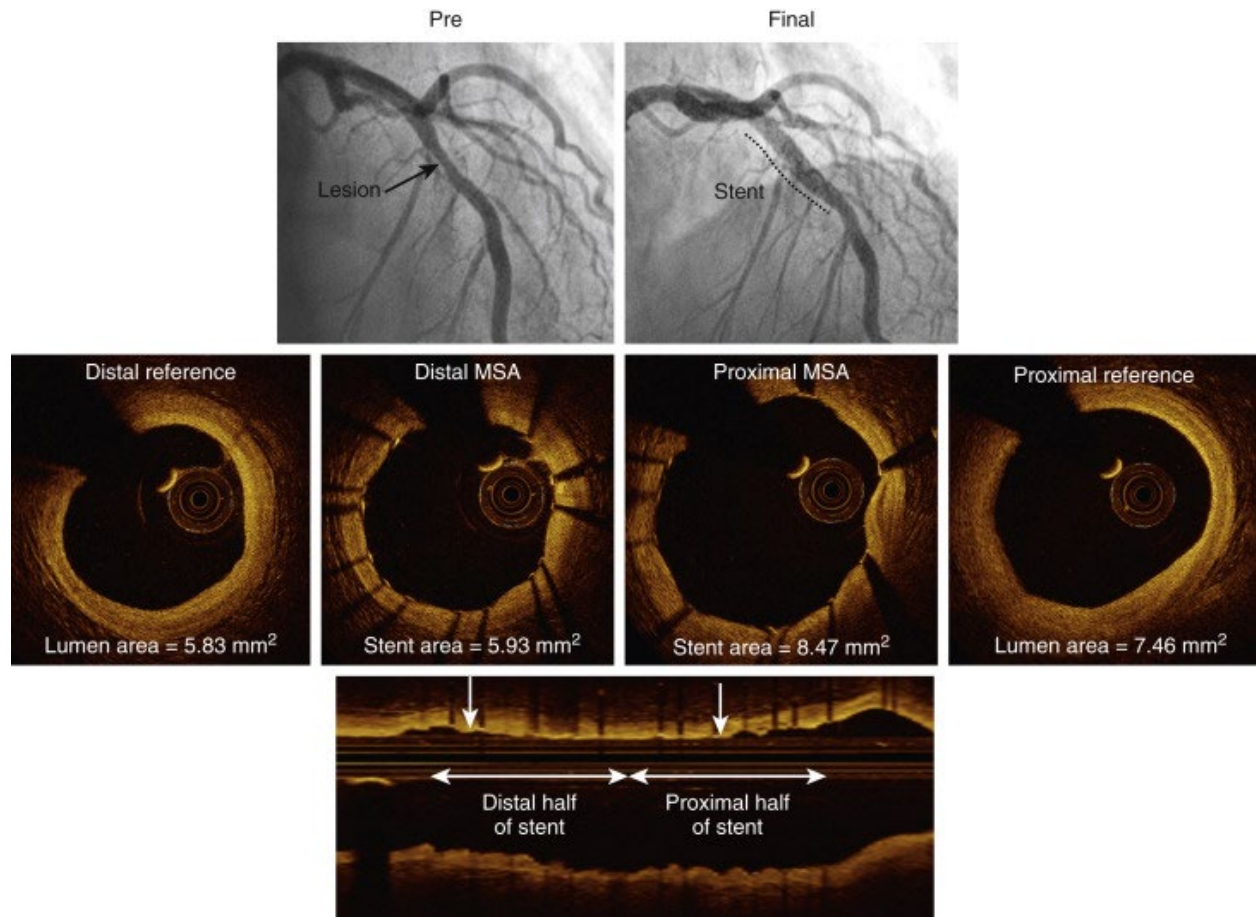 Pre
Final
Lesion
Stent
Distal reference
Distal MSA
Proximal MSA
Proximal reference
Lumen area = 5.83 mm²
Stent area = 5.93 mm²
Stent area = 8.47 mm²
Lumen area = 7.46 mm²
Distal half
of stent
Proximal half
of stent